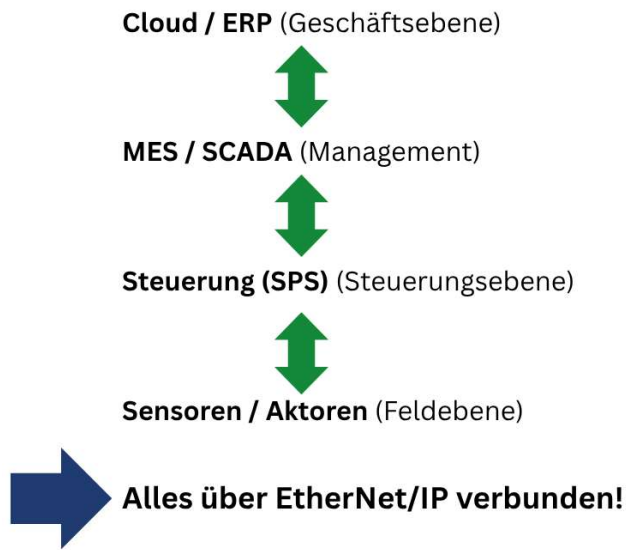 Cloud / ERP (Geschäftsebene)
MES / SCADA (Management)
Steuerung (SPS) (Steuerungsebene)
Sensoren / Aktoren (Feldebene)
Alles über EtherNet/IP verbunden!